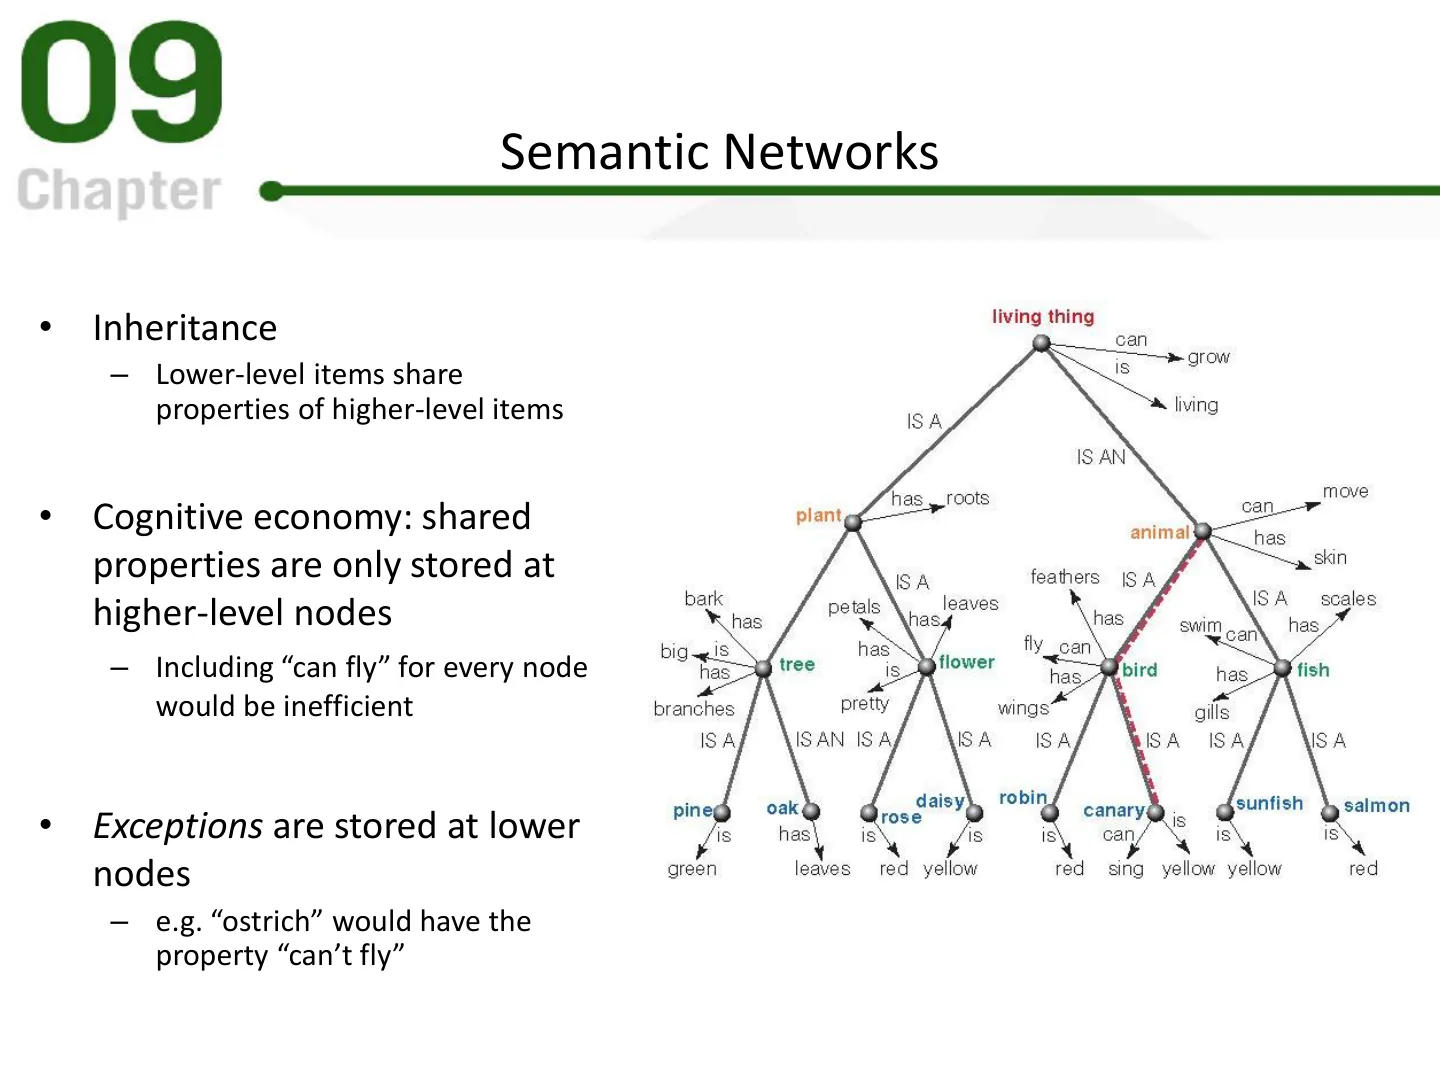 09
Chapter
Semantic Networks
• Inheritance
– Lower-level items share
properties of higher-level items
• Cognitive economy: shared
properties are only stored at
higher-level nodes
– Including “can fly” for every node
would be inefficient
• Exceptions are stored at lower
nodes
– e.g. “ostrich” would have the
property “can’t fly”
living thing
can
grow
is
living
IS A
IS AN
plant
has
roots
animal
can
move
has
skin
IS A
IS A
IS A
bark
has
big
is
has
branches
tree
petals
has
leaves
has
is
pretty
flower
feathers
has
fly
can
has
wings
bird
swim
can
has
scales
has
gills
fish
IS A
IS AN
IS A
IS A
IS A
IS A
IS A
IS A
pine
oak
rose
daisy
robin
canary
sunfish
salmon
is
has
is
is
is
can
is
is
is
green
leaves
red
yellow
red
sing
yellow
yellow
red